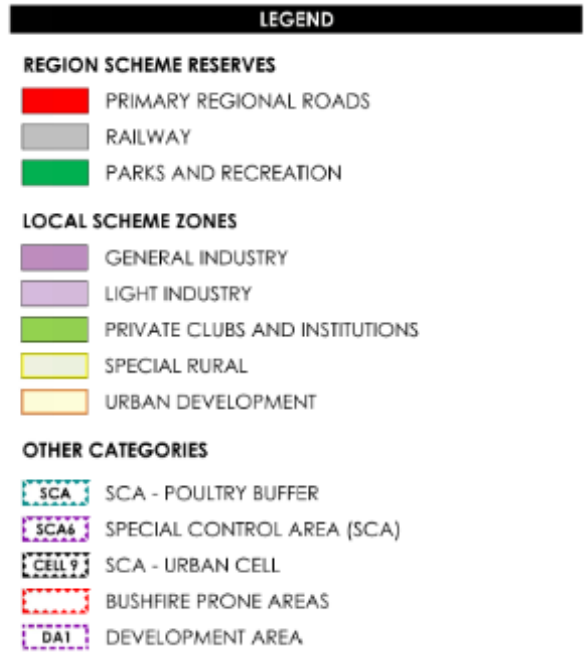 LEGEND
REGION SCHEME RESERVES
PRIMARY REGIONAL ROADS
RAILWAY
PARKS AND RECREATION
LOCAL SCHEME ZONES
GENERAL INDUSTRY
LIGHT INDUSTRY
PRIVATE CLUBS AND INSTITUTIONS
SPECIAL RURAL
URBAN DEVELOPMENT
OTHER CATEGORIES
SCA SCA - POULTRY BUFFER
SCA6 SPECIAL CONTROL AREA (SCA)
CELL 9 SCA - URBAN CELL
BUSHFIRE PRONE AREAS
DA1 DEVELOPMENT AREA